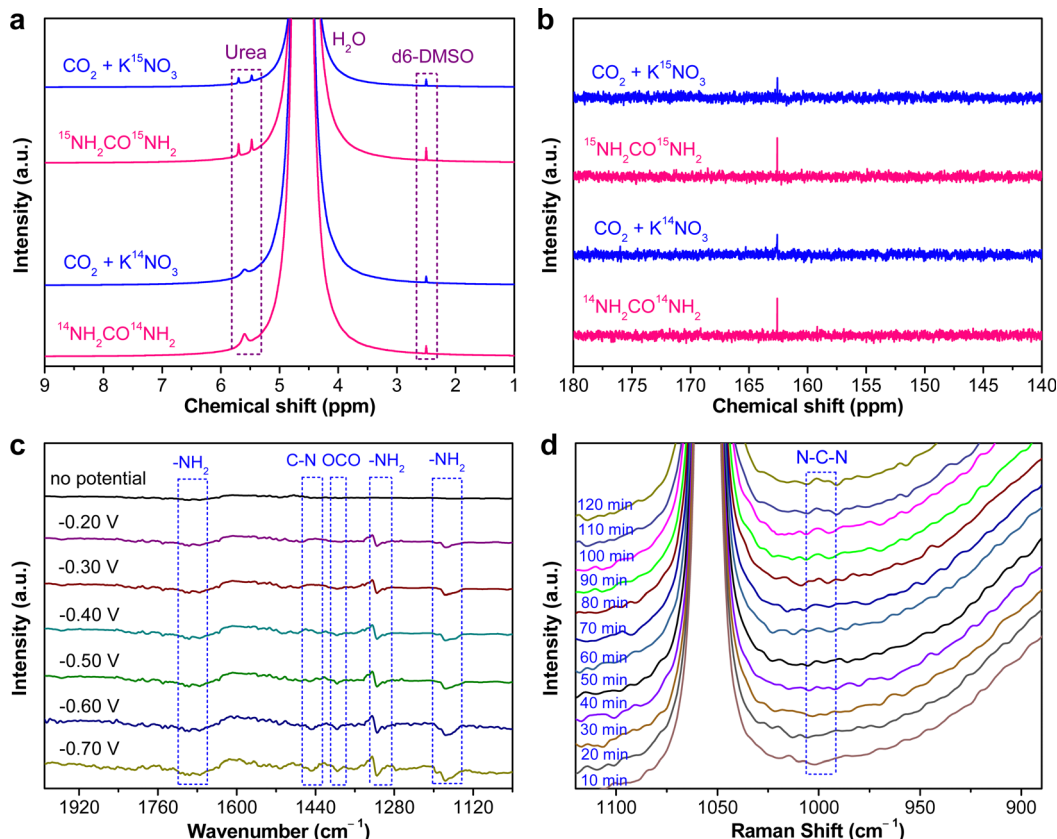 a
Urea
H₂O
d6-DMSO
CO₂ + K¹⁵NO₃
¹⁵NH₂CO¹⁵NH₂
CO₂ + K¹⁴NO₃
¹⁴NH₂CO¹⁴NH₂
Intensity (a.u.)
9 8 7 6 5 4 3 2 1
Chemical shift (ppm)
b
CO₂ + K¹⁵NO₃
¹⁵NH₂CO¹⁵NH₂
CO₂ + K¹⁴NO₃
¹⁴NH₂CO¹⁴NH₂
Intensity (a.u.)
180 175 170 165 160 155 150 145 140
Chemical shift (ppm)
c
-NH₂ C-N OCO -NH₂ -NH₂
no potential
-0.20 V
-0.30 V
-0.40 V
-0.50 V
-0.60 V
-0.70 V
Intensity (a.u.)
1920 1760 1600 1440 1280 1120
Wavenumber (cm⁻¹)
d
N-C-N
120 min
110 min
100 min
90 min
80 min
70 min
60 min
50 min
40 min
30 min
20 min
10 min
Intensity (a.u.)
1100 1050 1000 950 900
Raman Shift (cm⁻¹)